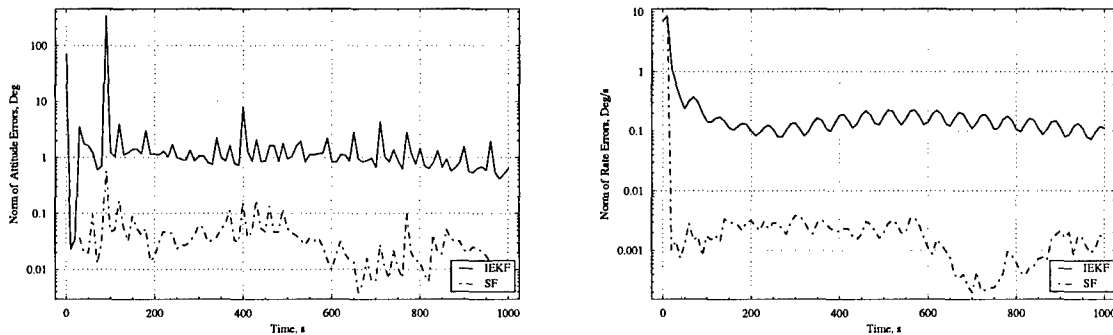 Norm of Attitude Errors, Deg
100
10
1
0.1
0.01
0
200
400
600
800
1000
Time, s
IEKF
SF
Norm of Rate Errors, Deg/s
10
1
0.1
0.01
0.001
0
200
400
600
800
1000
Time, s
IEKF
SF